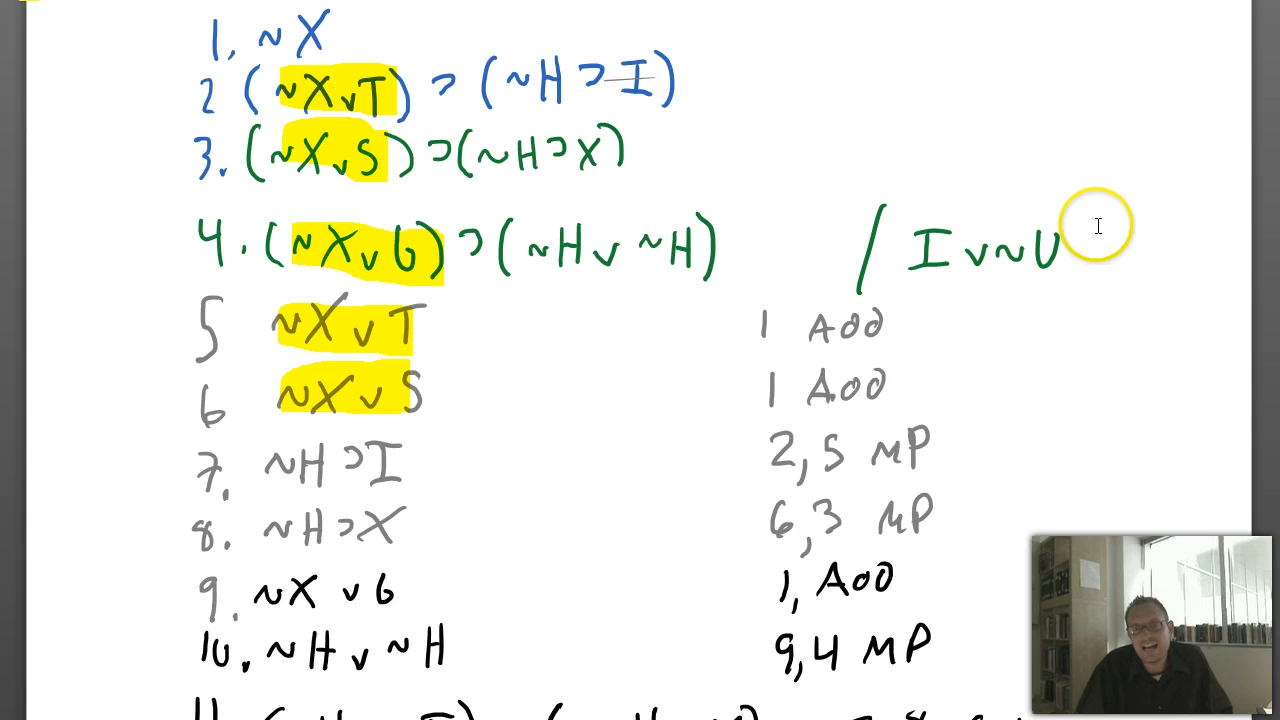 1. ~X
2 (~X v T) ⊃ (~H ⊃ I)
3. (~X v S) ⊃ (~H ⊃ X)
4. (~X v G) ⊃ (~H v ~H) / I v ~U
5 ~X v T 1 ADD
6 ~X v S 1 ADD
7. ~H ⊃ I 2,5 MP
8. ~H ⊃ X 6,3 MP
9. ~X v G 1, ADD
10. ~H v ~H 9,4 MP